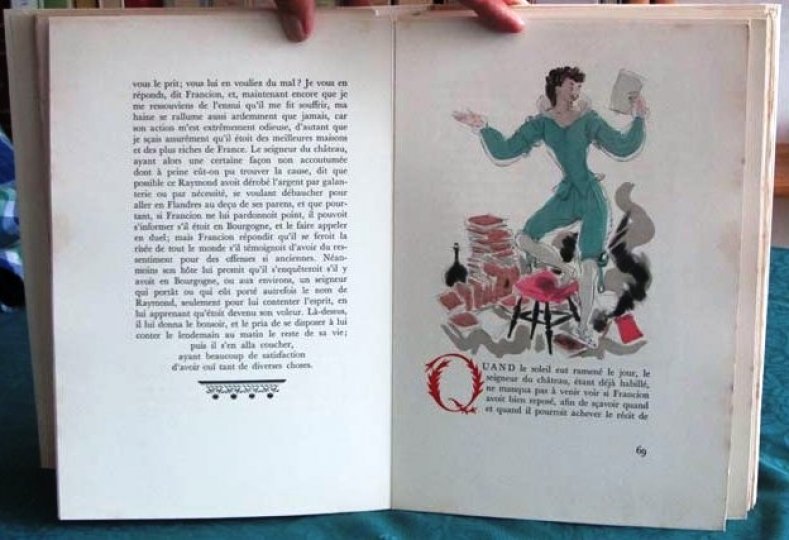 vous le prit; vous lui en vouliez du mal? Je vous en
réponds, dit Francion, et, maintenant encore que je
me ressouviens de l'ennui qu'il me fit souffrir, ma
haine se rallume aussi ardemment que jamais, car
son action m'est extrêmement odieuse, d'autant que
je sçais assurément qu'il étoit des meilleures maisons
et des plus riches de France. Le seigneur du château,
ayant alors une certaine façon non accoutumée
dont à peine eût-on pu trouver la cause, dit que
possible ce Raymond avoit dérobé l'argent par galan-
terie ou par nécessité, se voulant débaucher pour
aller en Flandres au deçu de ses parens, et que pour-
tant, si Francion ne lui pardonnoit point, il pouvoit
s'informer s'il étoit en Bourgogne, et le faire appeler
en duel; mais Francion répondit qu'il se feroit la
risée de tout le monde s'il témoignoit d'avoir du res-
sentiment pour des offenses si anciennes. Néan-
moins son hôte lui promit qu'il s'enquêteroit s'il y
avoit en Bourgogne, ou aux environs, un seigneur
qui portât ou qui eût porté autrefois le nom de
Raymond, seulement pour lui contenter l'esprit, en
lui apprenant qu'étoit devenu son voleur. Là-dessus,
il lui donna le bonsoir, et le pria de se disposer à lui
conter le lendemain au matin le reste de sa vie;
puis il s'en alla coucher,
ayant beaucoup de satisfaction
d'avoir ouï tant de diverses choses.
QUAND le soleil eut ramené le jour, le
seigneur du château, étant déjà habillé,
ne manqua pas à venir voir si Francion
avoit bien reposé, afin de sçavoir quand
et quand il pourroit achever le récit de
69